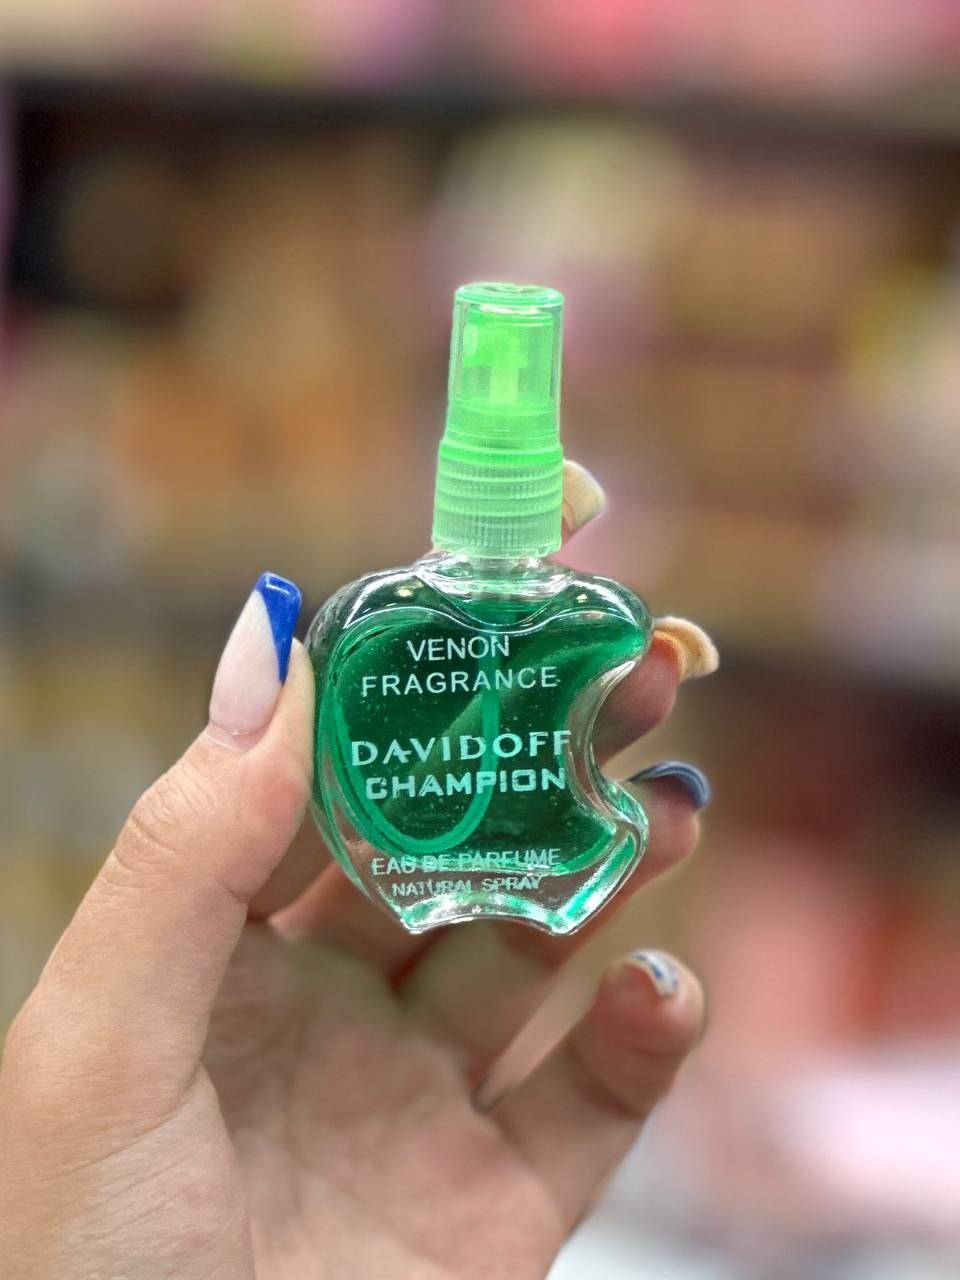 VENON
FRAGRANCE
DAVIDOFF
CHAMPION
EAU DE PARFUME
NATURAL SPRAY